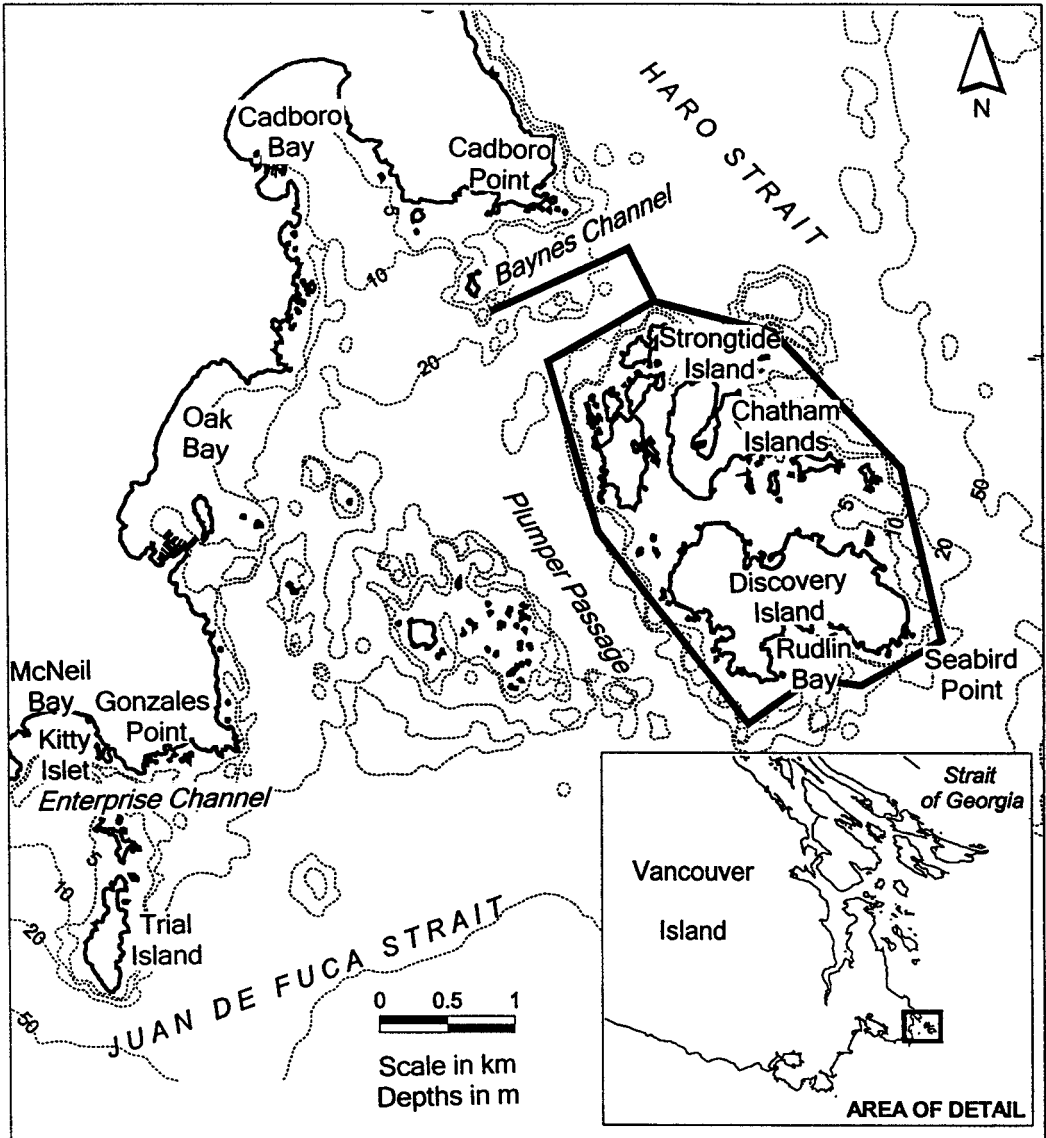 HARO STRAIT
N
Cadboro
Bay
Cadboro
Point
5
Baynes Channel
10
20
Strongtide
Island
Chatham
Islands
Oak
Bay
50
5
10
20
Plumper Passage
Discovery
Island
Rudlin
Bay
Seabird
Point
McNeil
Bay
Gonzales
Point
Kitty
Islet
Enterprise Channel
5
10
20
50
Trial
Island
JUAN DE FUCA STRAIT
0 0.5 1
Scale in km
Depths in m
Strait
of Georgia
Vancouver
Island
AREA OF DETAIL